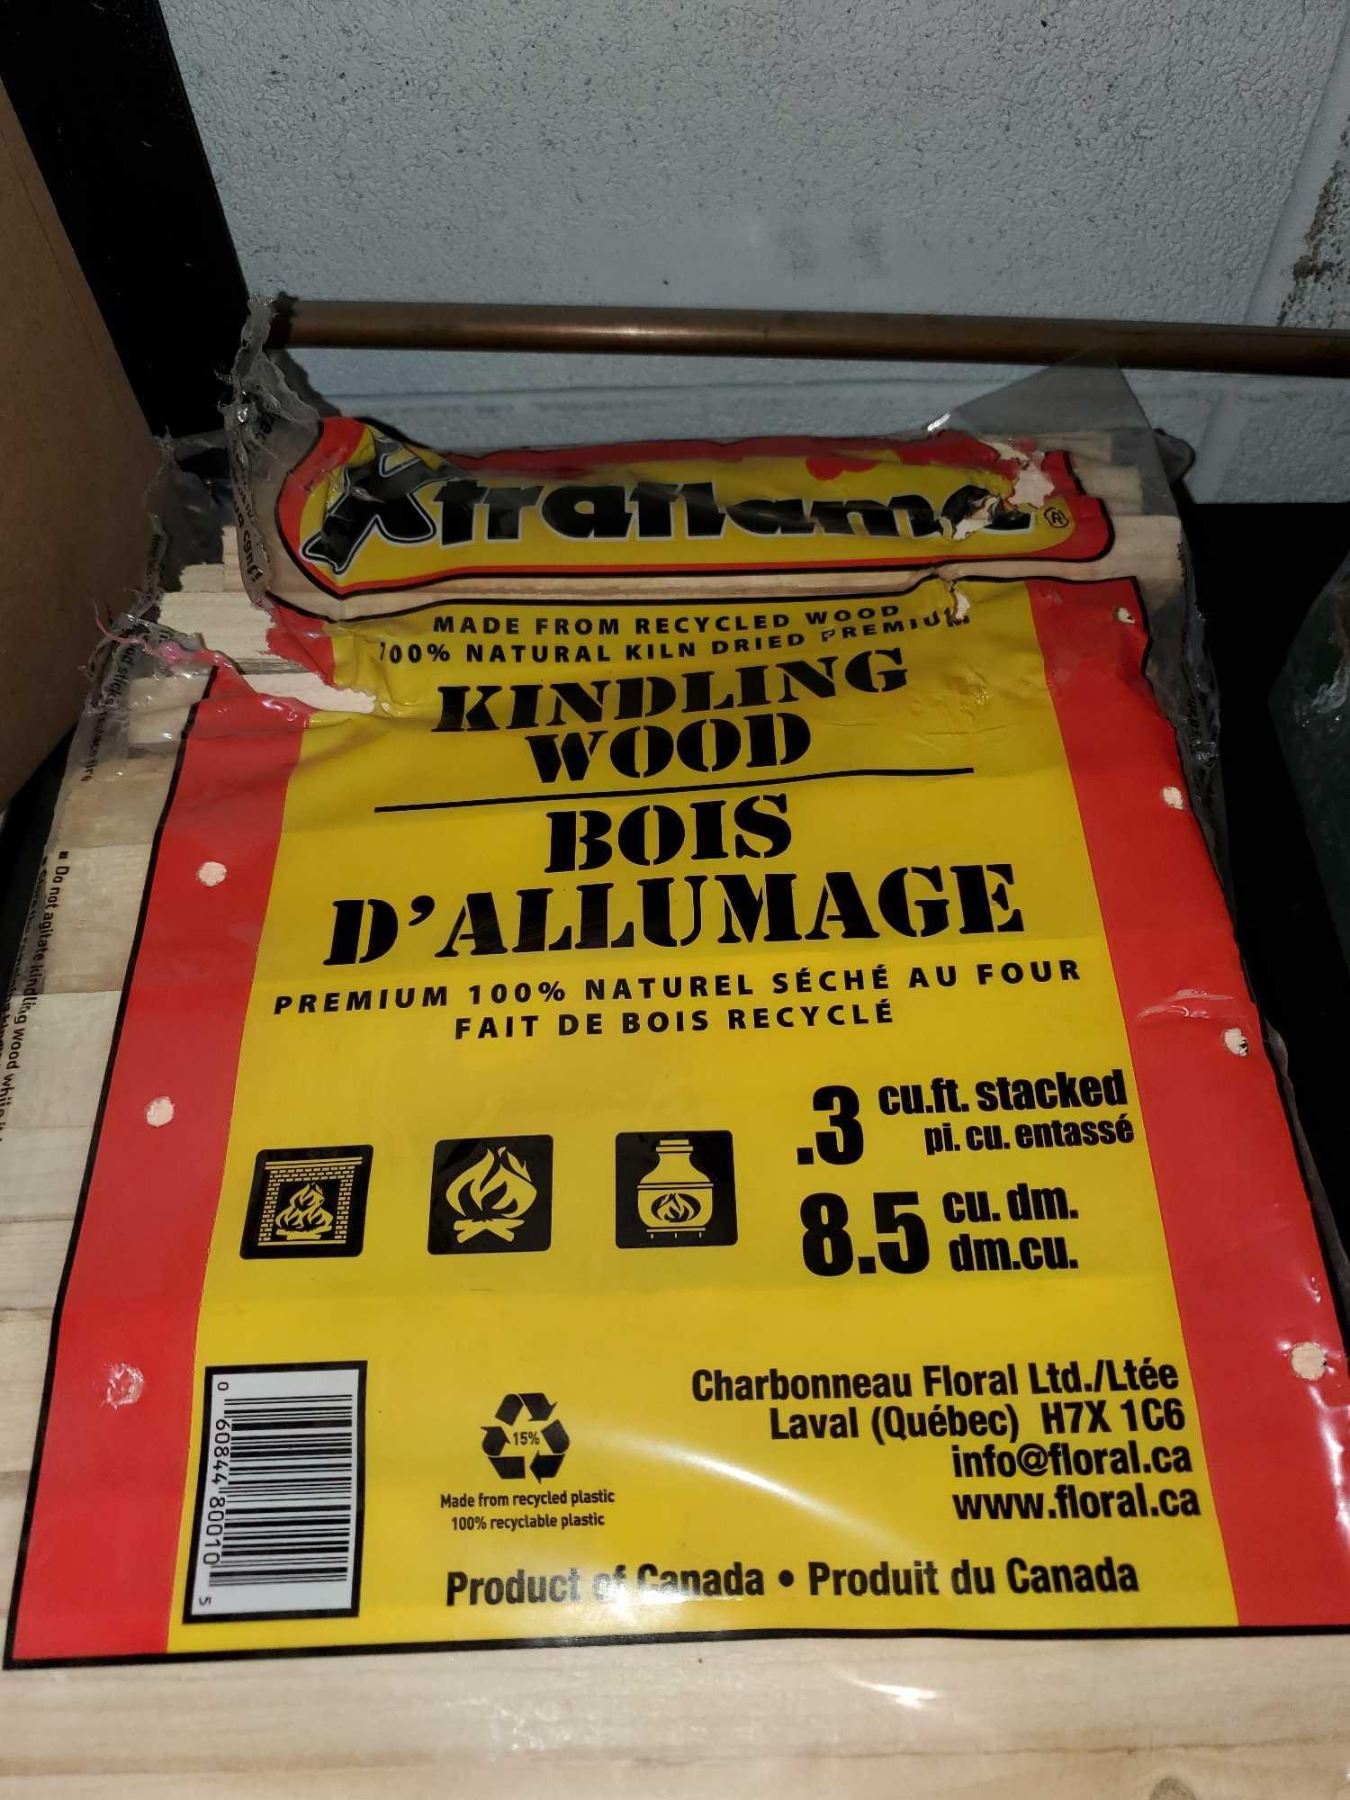 Xtraflame®
MADE FROM RECYCLED WOOD
100% NATURAL KILN DRIED PREMIUM
KINDLING
WOOD
BOIS
D'ALLUMAGE
PREMIUM 100% NATUREL SÉCHÉ AU FOUR
FAIT DE BOIS RECYCLÉ
.3 cu.ft. stacked
pi. cu. entassé
8.5 cu. dm.
dm.cu.
Charbonneau Floral Ltd./Ltée
Laval (Québec) H7X 1C6
info@floral.ca
www.floral.ca
15%
Made from recycled plastic
100% recyclable plastic
Product of Canada • Produit du Canada
0 60844 80010 5
▪ Do not agitate kindling wood while